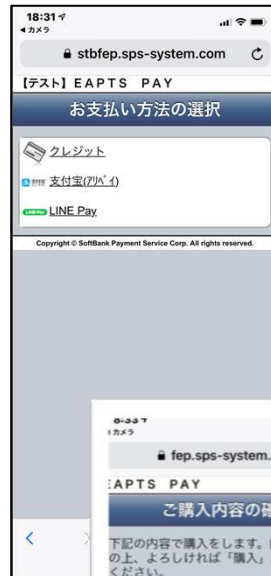 18:31
カメラ
stbfep.sps-system.com
【テスト】EAPTS PAY
お支払い方法の選択
クレジット
支付宝(アリペイ)
LINE Pay
Copyright © SoftBank Payment Service Corp. All rights reserved.
カメラ
fep.sps-system.
EAPTS PAY
ご購入内容の確
下記の内容で購入をします。
の上、よろしければ「購入」
ください。